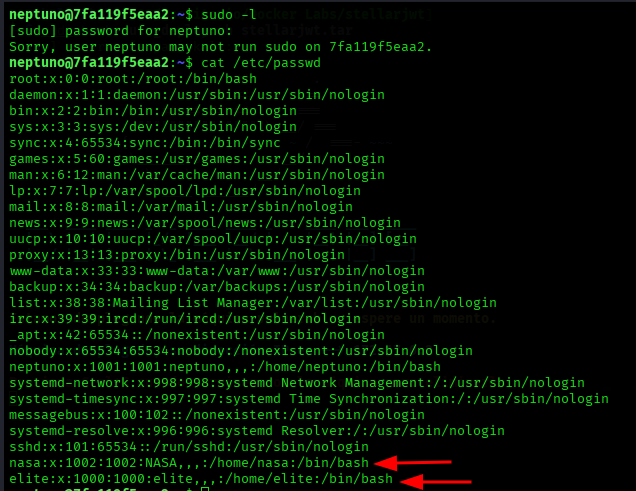 neptuno@7fa119f5eaa2:~$ sudo -l
[sudo] password for neptuno:
Sorry, user neptuno may not run sudo on 7fa119f5eaa2.
neptuno@7fa119f5eaa2:~$ cat /etc/passwd
root:x:0:0:root:/root:/bin/bash
daemon:x:1:1:daemon:/usr/sbin:/usr/sbin/nologin
bin:x:2:2:bin:/bin:/usr/sbin/nologin
sys:x:3:3:sys:/dev:/usr/sbin/nologin
sync:x:4:65534:sync:/bin:/bin/sync
games:x:5:60:games:/usr/games:/usr/sbin/nologin
man:x:6:12:man:/var/cache/man:/usr/sbin/nologin
lp:x:7:7:lp:/var/spool/lpd:/usr/sbin/nologin
mail:x:8:8:mail:/var/mail:/usr/sbin/nologin
news:x:9:9:news:/var/spool/news:/usr/sbin/nologin
uucp:x:10:10:uucp:/var/spool/uucp:/usr/sbin/nologin
proxy:x:13:13:proxy:/bin:/usr/sbin/nologin
www-data:x:33:33:www-data:/var/www:/usr/sbin/nologin
backup:x:34:34:backup:/var/backups:/usr/sbin/nologin
list:x:38:38:Mailing List Manager:/var/list:/usr/sbin/nologin
irc:x:39:39:ircd:/run/ircd:/usr/sbin/nologin
_apt:x:42:65534::/nonexistent:/usr/sbin/nologin
nobody:x:65534:65534:nobody:/nonexistent:/usr/sbin/nologin
neptuno:x:1001:1001:neptuno,,,:/home/neptuno:/bin/bash
systemd-network:x:998:998:systemd Network Management:/:/usr/sbin/nologin
systemd-timesync:x:997:997:systemd Time Synchronization:/:/usr/sbin/nologin
messagebus:x:100:102::/nonexistent:/usr/sbin/nologin
systemd-resolve:x:996:996:systemd Resolver:/:/usr/sbin/nologin
sshd:x:101:65534::/run/sshd:/usr/sbin/nologin
nasa:x:1002:1002:NASA,,,:/home/nasa:/bin/bash
elite:x:1000:1000:elite,,,:/home/elite:/bin/bash